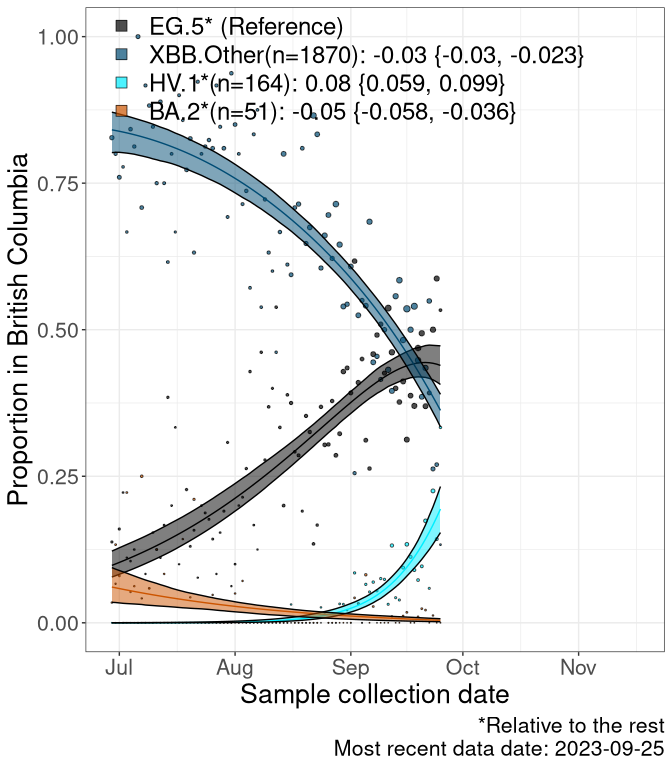 EG.5* (Reference)
XBB.Other(n=1870): -0.03 {-0.03, -0.023}
HV.1*(n=164): 0.08 {0.059, 0.099}
BA.2*(n=51): -0.05 {-0.058, -0.036}
Proportion in British Columbia
1.00
0.75
0.50
0.25
0.00
Jul Aug Sep Oct Nov
Sample collection date
*Relative to the rest
Most recent data date: 2023-09-25